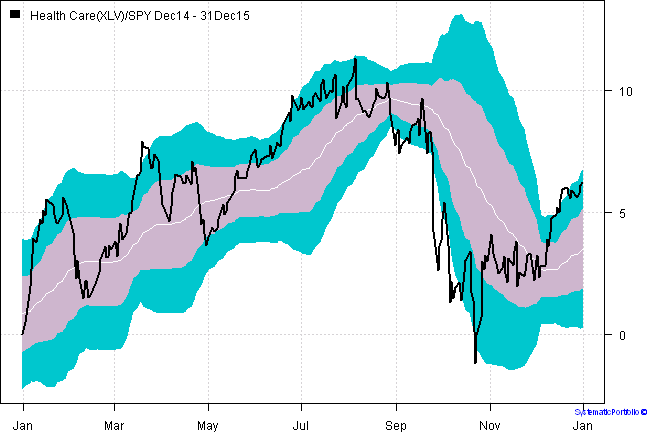 Health Care(XLV)/SPY Dec14 - 31Dec15
10
5
0
Jan Mar May Jul Sep Nov Jan
SystematicPortfolio ©